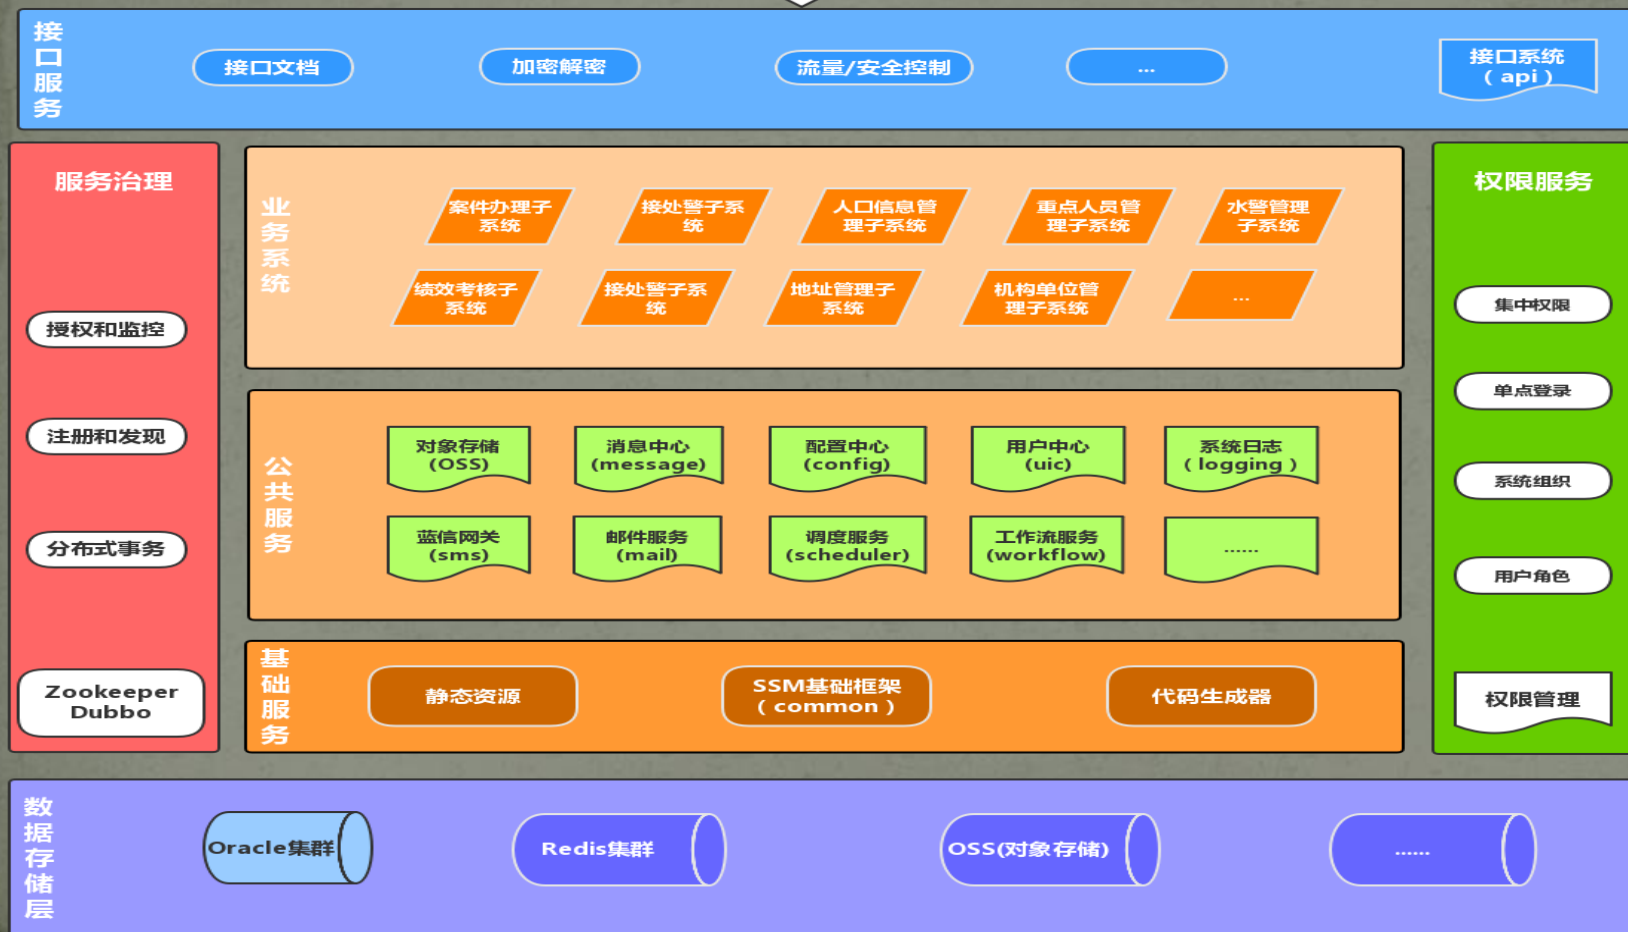 接口服务
接口文档
加密解密
流量/安全控制
...
接口系统
（api）
服务治理
授权和监控
注册和发现
分布式事务
Zookeeper
Dubbo
业务系统
案件办理子
系统
接处警子系
统
人口信息管
理子系统
重点人员管
理子系统
水警管理
子系统
绩效考核子
系统
接处警子系
统
地址管理子
系统
机构单位管
理子系统
...
公共服务
对象存储
(OSS)
消息中心
(message)
配置中心
(config)
用户中心
(uic)
系统日志
（logging）
蓝信网关
(sms)
邮件服务
(mail)
调度服务
(scheduler)
工作流服务
(workflow)
......
基础服务
静态资源
SSM基础框架
（common）
代码生成器
权限服务
集中权限
单点登录
系统组织
用户角色
权限管理
数据存储层
Oracle集群
Redis集群
OSS(对象存储)
......